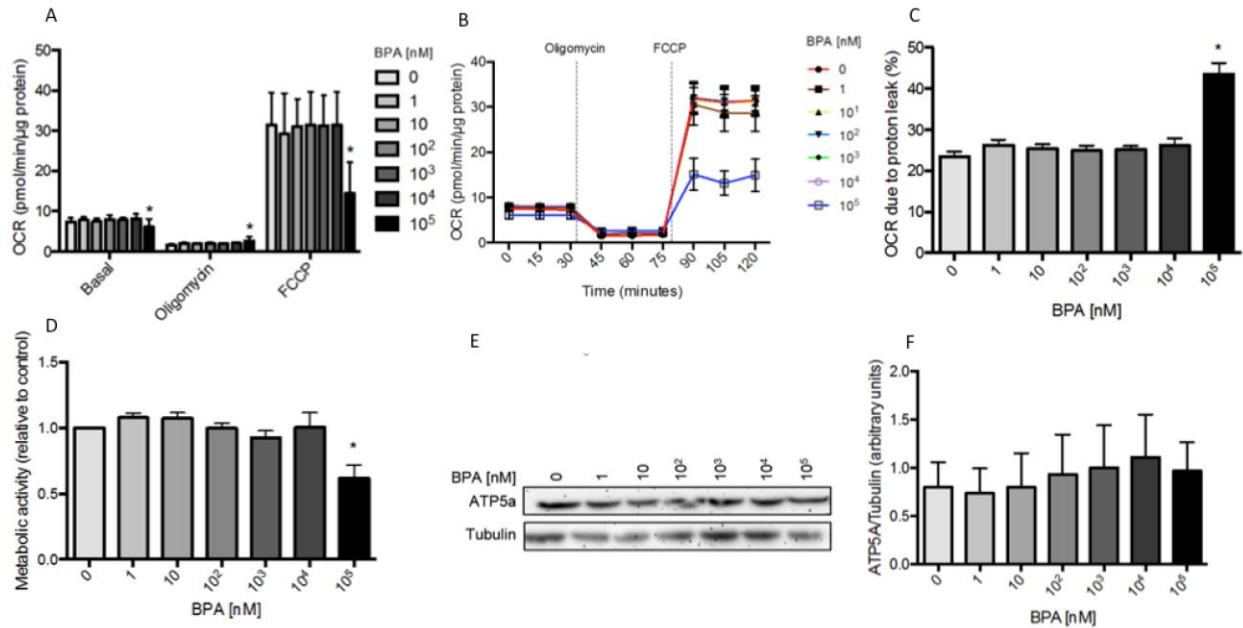 A
OCR (pmol/min/µg protein)
50
40
30
20
10
0
*
*
*
Basal
Oligomycin
FCCP
BPA [nM]
0
1
10
10²
10³
10⁴
10⁵
B
OCR (pmol/min/µg protein)
Oligomycin
FCCP
40
30
20
10
0
0 15 30 45 60 75 90 105 120
Time (minutes)
BPA [nM]
0
1
10¹
10²
10³
10⁴
10⁵
C
OCR due to proton leak (%)
50
40
30
20
10
0
*
0 1 10 10² 10³ 10⁴ 10⁵
BPA [nM]
D
Metabolic activity (relative to control)
1.5
1.0
0.5
0.0
*
0 1 10 10² 10³ 10⁴ 10⁵
BPA [nM]
E
BPA [nM] 0 1 10 10² 10³ 10⁴ 10⁵
ATP5a
Tubulin
F
ATP5A/Tubulin (arbitrary units)
2.0
1.5
1.0
0.5
0.0
0 1 10 10² 10³ 10⁴ 10⁵
BPA [nM]